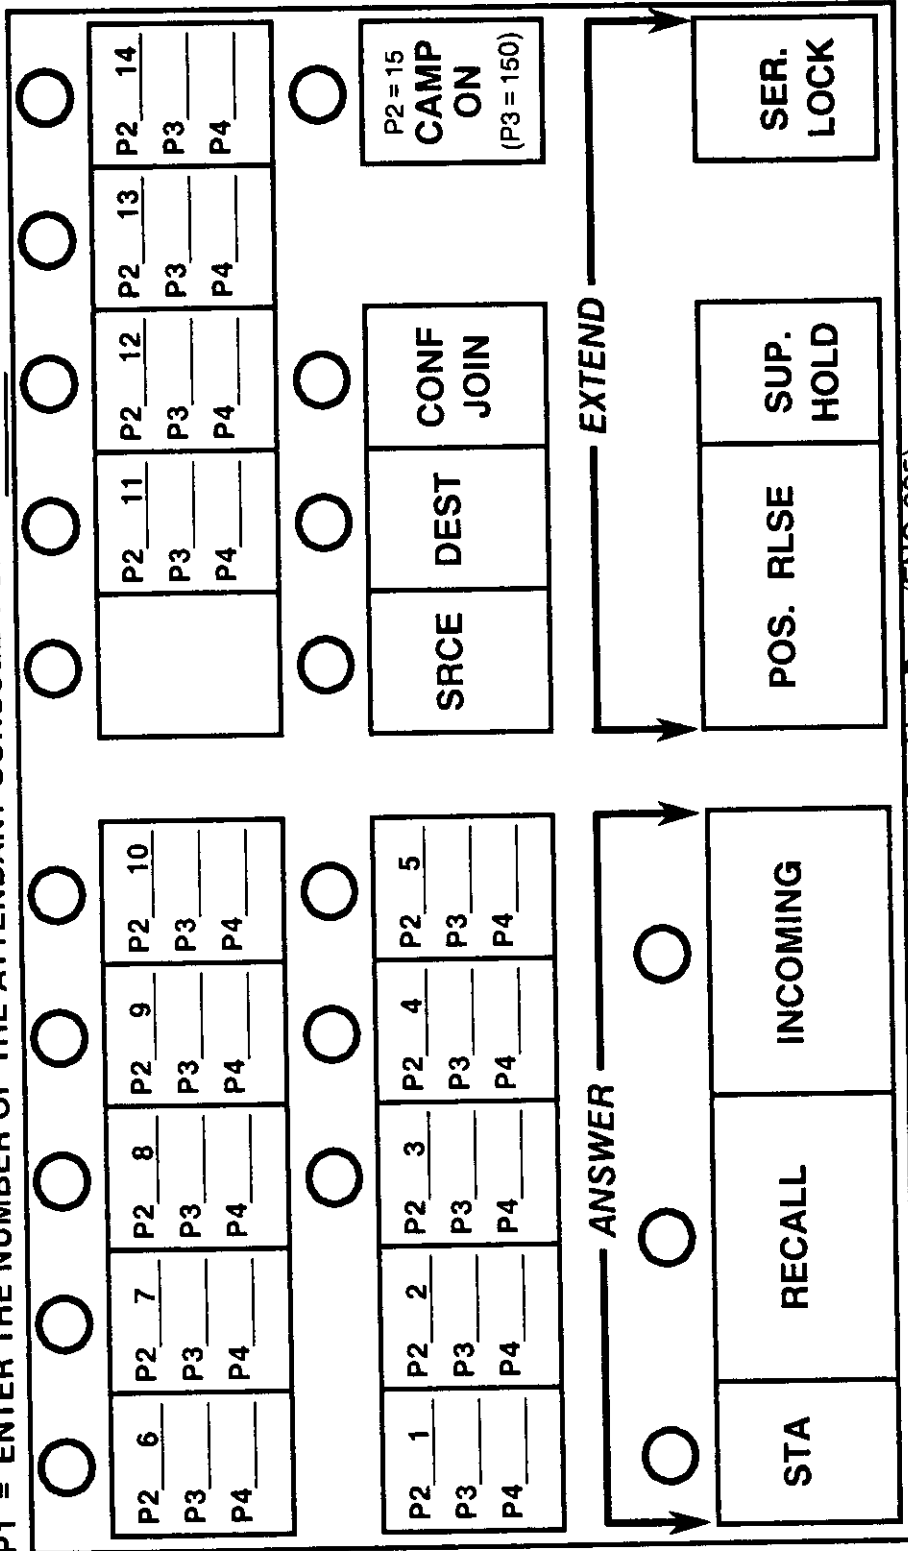 P1 = ENTER THE NUMBER OF THE ATTENDANT
P2 6
P3
P4
P2 7
P3
P4
P2 8
P3
P4
P2 9
P3
P4
P2 10
P3
P4
P2 11
P3
P4
P2 12
P3
P4
P2 13
P3
P4
P2 14
P3
P4
P2 1
P3
P4
P2 2
P3
P4
P2 3
P3
P4
P2 4
P3
P4
P2 5
P3
P4
SRCE
DEST
CONF
JOIN
P2 = 15
CAMP
ON
(P3 = 150)
ANSWER
EXTEND
STA
RECALL
INCOMING
POS. RLSE
SUP.
HOLD
SER.
LOCK